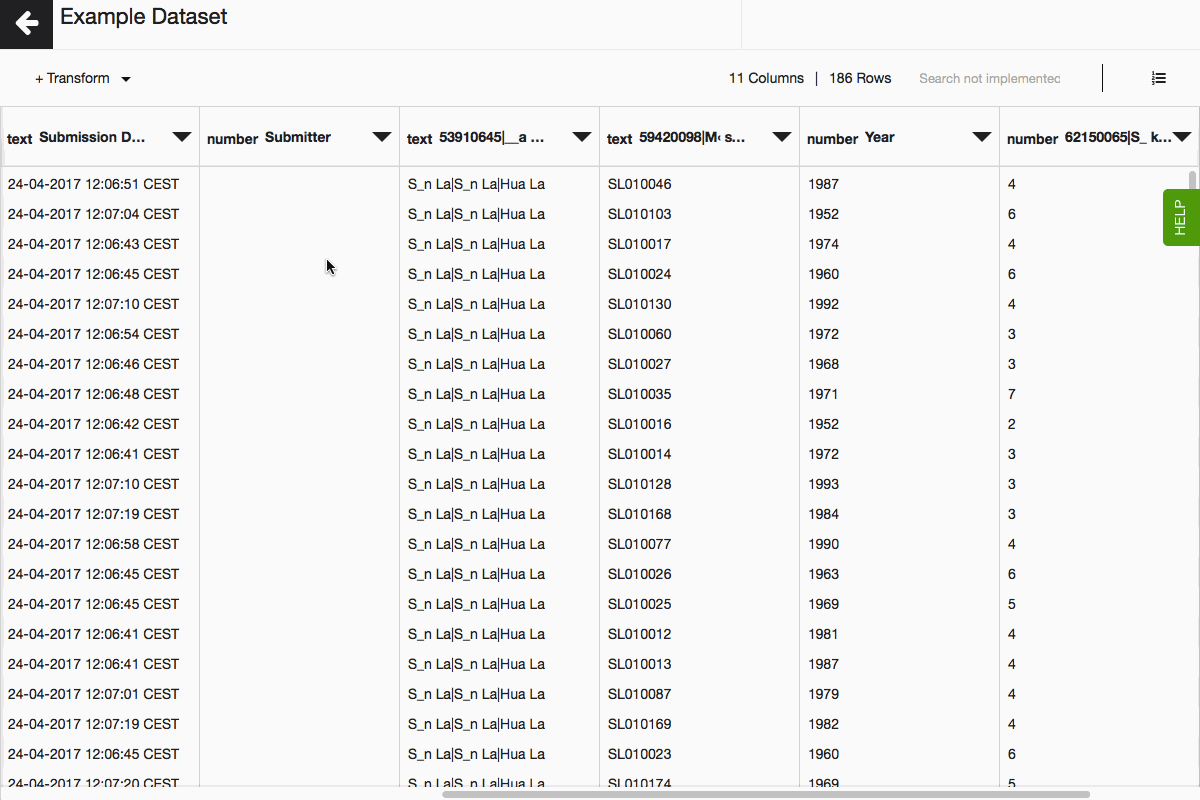 Example Dataset
+ Transform
11 Columns | 186 Rows
Search not implemented
text Submission D... number Submitter text 53910645|__a ... text 59420098|M‹ s... number Year number 62150065|S_ k...
24-04-2017 12:06:51 CEST S_n La|S_n La|Hua La SL010046 1987 4
24-04-2017 12:07:04 CEST S_n La|S_n La|Hua La SL010103 1952 6
HELP
24-04-2017 12:06:43 CEST S_n La|S_n La|Hua La SL010017 1974 4
24-04-2017 12:06:45 CEST S_n La|S_n La|Hua La SL010024 1960 6
24-04-2017 12:07:10 CEST S_n La|S_n La|Hua La SL010130 1992 4
24-04-2017 12:06:54 CEST S_n La|S_n La|Hua La SL010060 1972 3
24-04-2017 12:06:46 CEST S_n La|S_n La|Hua La SL010027 1968 3
24-04-2017 12:06:48 CEST S_n La|S_n La|Hua La SL010035 1971 7
24-04-2017 12:06:42 CEST S_n La|S_n La|Hua La SL010016 1952 2
24-04-2017 12:06:41 CEST S_n La|S_n La|Hua La SL010014 1972 3
24-04-2017 12:07:10 CEST S_n La|S_n La|Hua La SL010128 1993 3
24-04-2017 12:07:19 CEST S_n La|S_n La|Hua La SL010168 1984 3
24-04-2017 12:06:58 CEST S_n La|S_n La|Hua La SL010077 1990 4
24-04-2017 12:06:45 CEST S_n La|S_n La|Hua La SL010026 1963 6
24-04-2017 12:06:45 CEST S_n La|S_n La|Hua La SL010025 1969 5
24-04-2017 12:06:41 CEST S_n La|S_n La|Hua La SL010012 1981 4
24-04-2017 12:06:41 CEST S_n La|S_n La|Hua La SL010013 1987 4
24-04-2017 12:07:01 CEST S_n La|S_n La|Hua La SL010087 1979 4
24-04-2017 12:07:19 CEST S_n La|S_n La|Hua La SL010169 1982 4
24-04-2017 12:06:45 CEST S_n La|S_n La|Hua La SL010023 1960 6
24-04-2017 12:07:20 CEST S_n La|S_n La|Hua La SL010174 1969 5